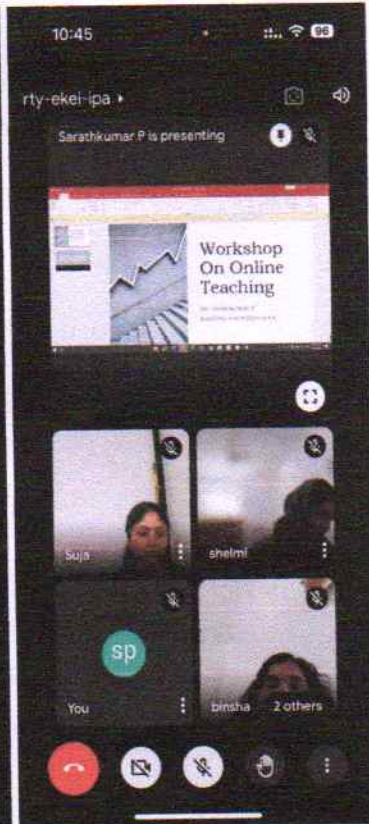 10:45
96
rty-ekei-ipa
Sarathkumar P is presenting
Workshop
On Online
Teaching
Suja
shelmi
sp
You
binsha 2 others